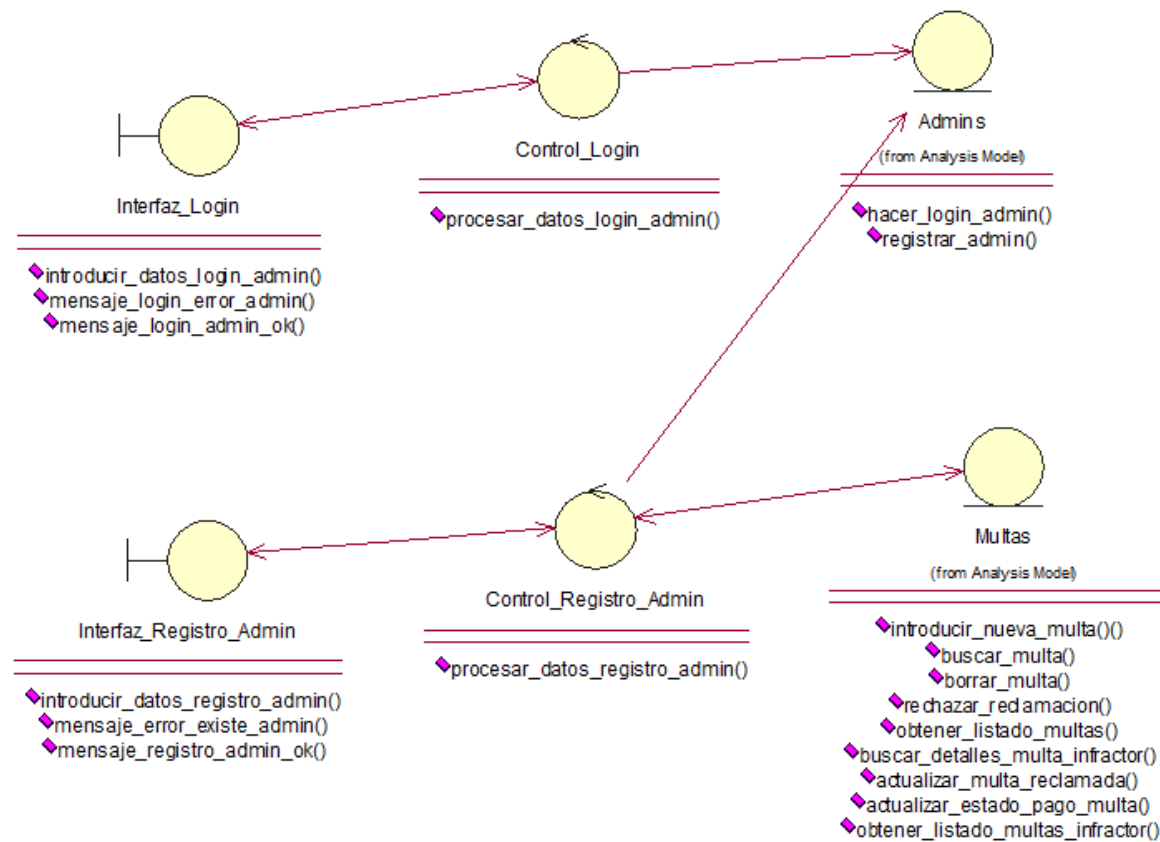 Interfaz_Login
introducir_datos_login_admin()
mensaje_login_error_admin()
mensaje_login_admin_ok()
Control_Login
procesar_datos_login_admin()
Admins
(from Analysis Model)
hacer_login_admin()
registrar_admin()
Interfaz_Registro_Admin
introducir_datos_registro_admin()
mensaje_error_existe_admin()
mensaje_registro_admin_ok()
Control_Registro_Admin
procesar_datos_registro_admin()
Multas
(from Analysis Model)
introducir_nueva_multa()()
buscar_multa()
borrar_multa()
rechazar_reclamacion()
obtener_listado_multas()
buscar_detalles_multa_infractor()
actualizar_multa_reclamada()
actualizar_estado_pago_multa()
obtener_listado_multas_infractor()